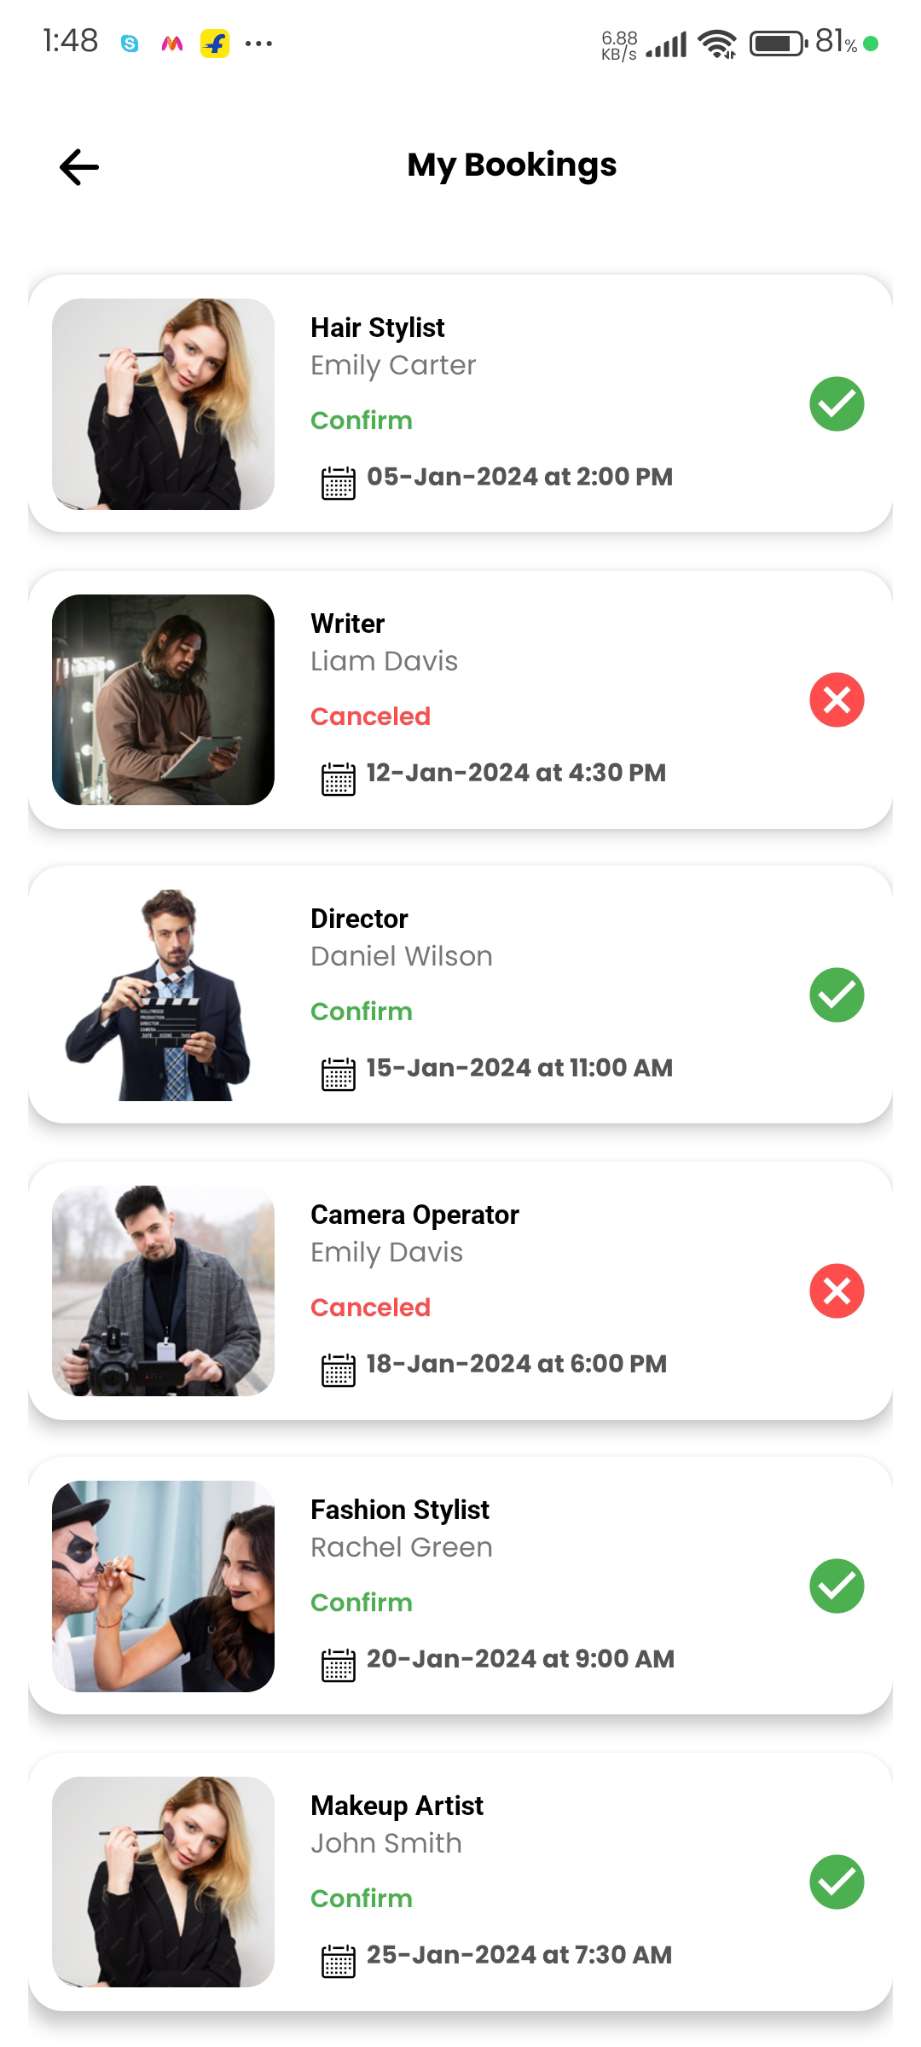 1:48
6.88
KB/s
81%
My Bookings
Hair Stylist
Emily Carter
Confirm
05-Jan-2024 at 2:00 PM
Writer
Liam Davis
Canceled
12-Jan-2024 at 4:30 PM
Director
Daniel Wilson
Confirm
15-Jan-2024 at 11:00 AM
Camera Operator
Emily Davis
Canceled
18-Jan-2024 at 6:00 PM
Fashion Stylist
Rachel Green
Confirm
20-Jan-2024 at 9:00 AM
Makeup Artist
John Smith
Confirm
25-Jan-2024 at 7:30 AM